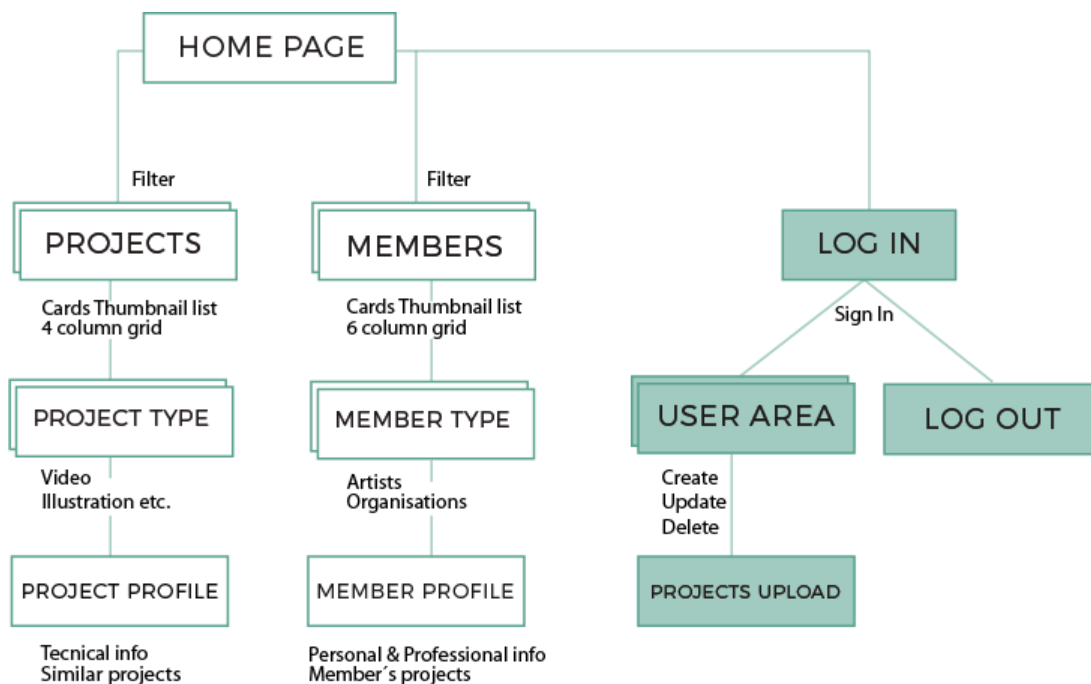 HOME PAGE
Filter
Filter
PROJECTS
MEMBERS
LOG IN
Cards Thumbnail list
4 column grid
Cards Thumbnail list
6 column grid
Sign In
PROJECT TYPE
MEMBER TYPE
USER AREA
LOG OUT
Video
Illustration etc.
Artists
Organisations
Create
Update
Delete
PROJECT PROFILE
MEMBER PROFILE
PROJECTS UPLOAD
Tecnical info
Similar projects
Personal & Professional info
Member´s projects